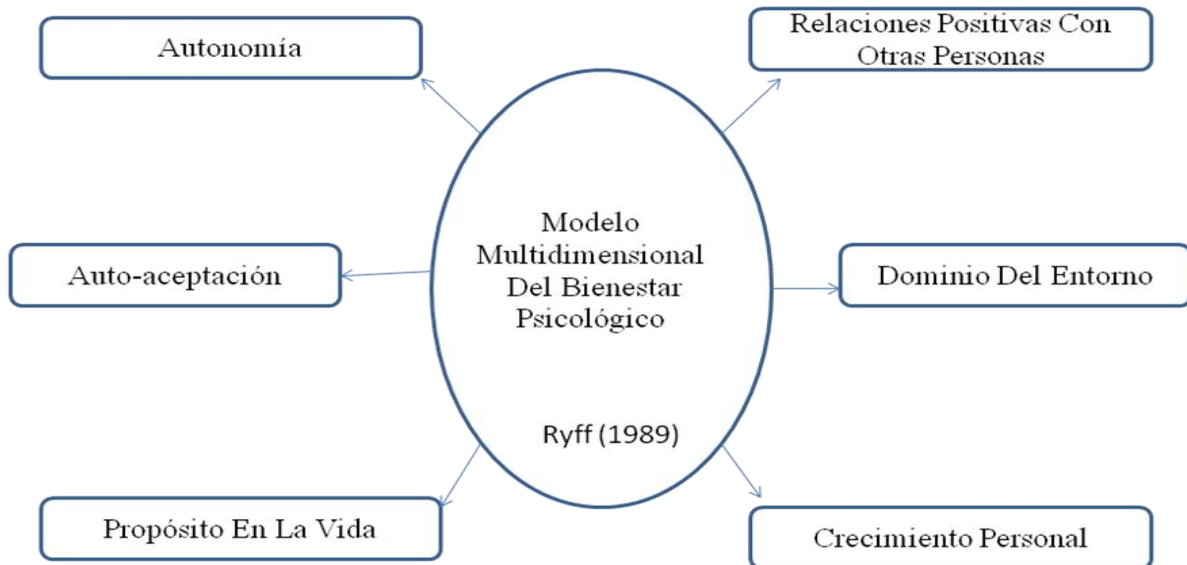 Autonomía
Relaciones Positivas Con
Otras Personas
Auto-aceptación
Modelo
Multidimensional
Del Bienestar
Psicológico
Ryff (1989)
Dominio Del Entorno
Propósito En La Vida
Crecimiento Personal